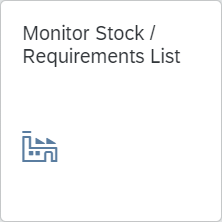 Monitor Stock /
Requirements List